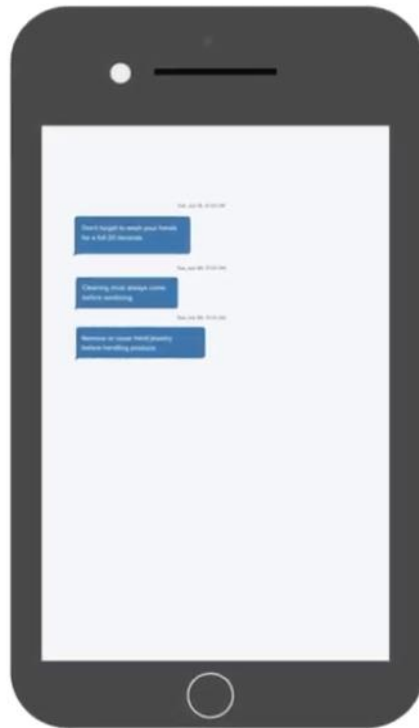 Don't forget to wash your hands
for a full 20 seconds
Cleaning must always come
before sanitizing
Remove or cover hand jewelry
before handling produce